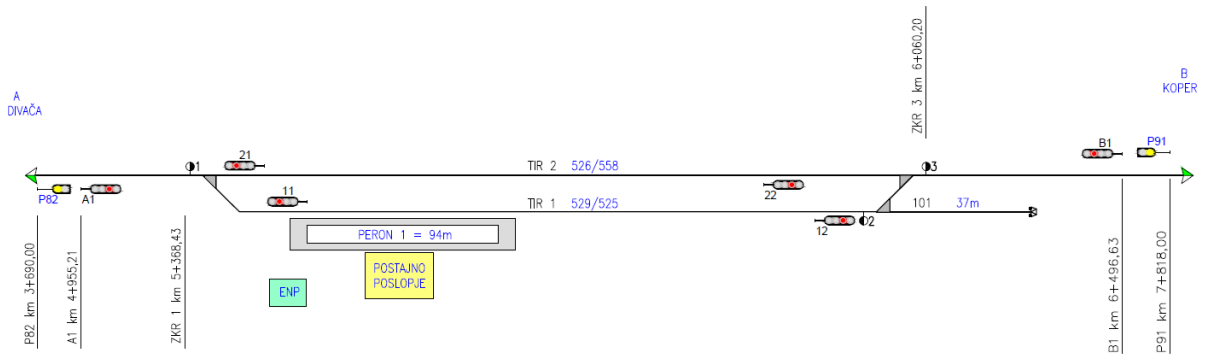 ZKR 3 km 6+060,20
A
DIVAČA
B
KOPER
1
21
TIR 2 526/558
3
B1
P91
P82
A1
11
TIR 1 529/525
22
12
2
101 37m
PERON 1 = 94m
POSTAJNO
POSLOPJE
ENP
P82 km 3+690,00
A1 km 4+955,21
ZKR 1 km 5+368,43
B1 km 6+496,63
P91 km 7+818,00